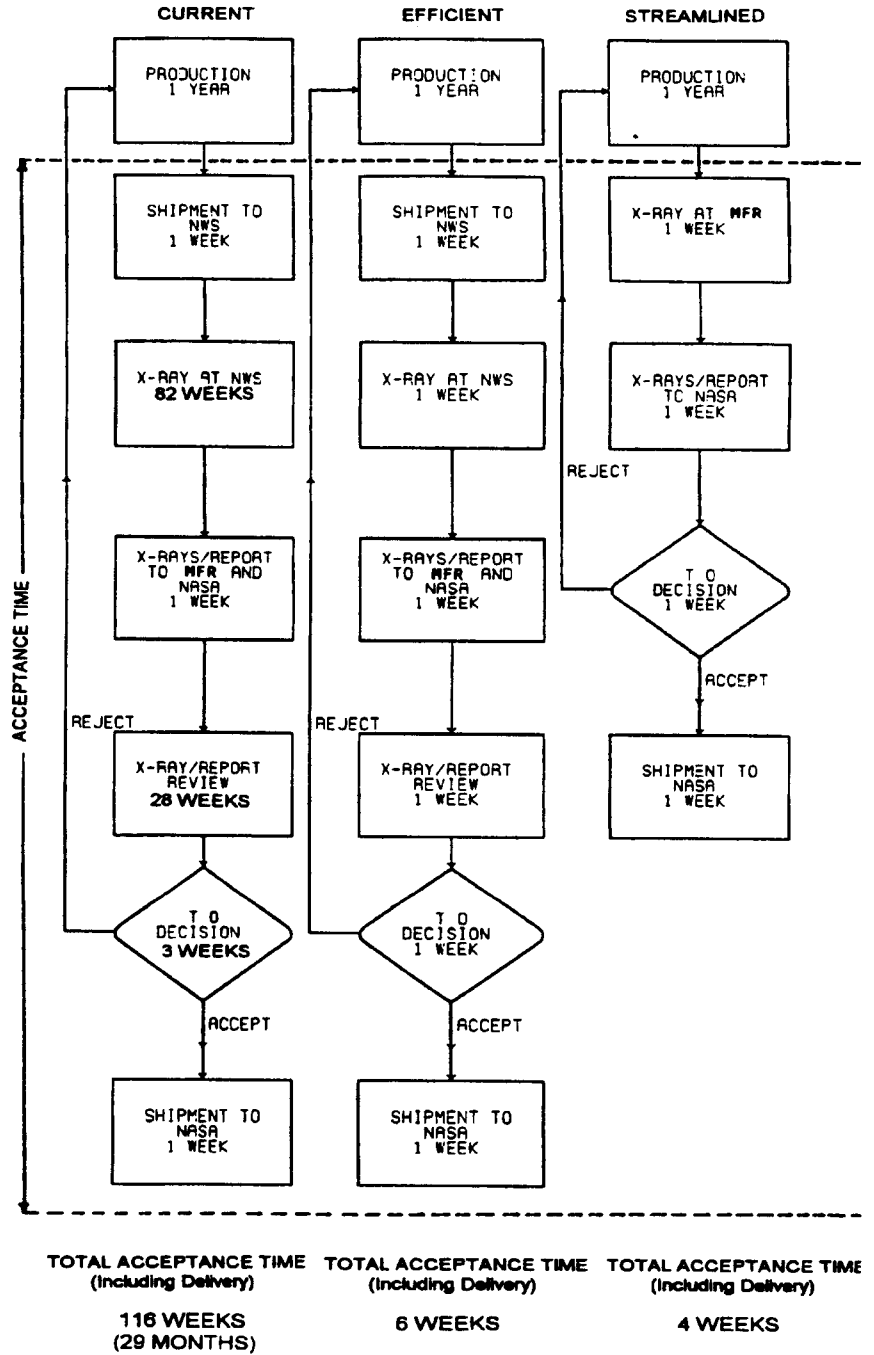 CURRENT
PRODUCTION
1 YEAR
SHIPMENT TO
NWS
1 WEEK
X-RAY AT NWS
82 WEEKS
X-RAYS/REPORT
TO MFR AND
NASA
1 WEEK
REJECT
X-RAY/REPORT
REVIEW
28 WEEKS
T O
DECISION
3 WEEKS
ACCEPT
SHIPMENT TO
NASA
1 WEEK
TOTAL ACCEPTANCE TIME
(Including Delivery)
116 WEEKS
(29 MONTHS)
EFFICIENT
PRODUCTION
1 YEAR
SHIPMENT TO
NWS
1 WEEK
X-RAY AT NWS
1 WEEK
X-RAYS/REPORT
TO MFR AND
NASA
1 WEEK
REJECT
X-RAY/REPORT
REVIEW
1 WEEK
T O
DECISION
1 WEEK
ACCEPT
SHIPMENT TO
NASA
1 WEEK
TOTAL ACCEPTANCE TIME
(Including Delivery)
6 WEEKS
STREAMLINED
PRODUCTION
1 YEAR
X-RAY AT MFR
1 WEEK
X-RAYS/REPORT
TO NASA
1 WEEK
REJECT
T O
DECISION
1 WEEK
ACCEPT
SHIPMENT TO
NASA
1 WEEK
TOTAL ACCEPTANCE TIME
(Including Delivery)
4 WEEKS
ACCEPTANCE TIME